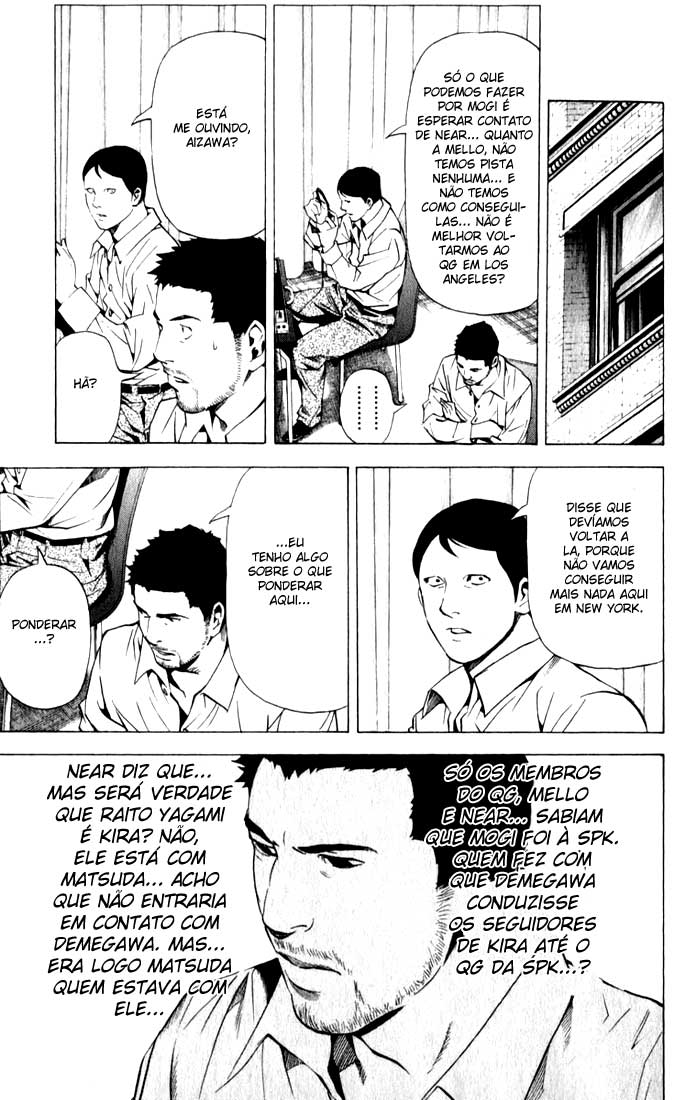 SÓ O QUE
PODEMOS FAZER
POR MOGI É
ESPERAR CONTATO
DE NEAR... QUANTO
A MELLO, NÃO
TEMOS PISTA
NENHUMA... E
NÃO TEMOS
COMO CONSEGUI-
LAS... NÃO É
MELHOR VOL-
TARMOS AO
QG EM LOS
ANGELES?
ESTÁ
ME OUVINDO,
AIZAWA?
HÃ?
DISSE QUE
DEVÍAMOS
VOLTAR A
LA, PORQUE
NÃO VAMOS
CONSEGUIR
MAIS NADA AQUI
EM NEW YORK.
...EU
TENHO ALGO
SOBRE O QUE
PONDERAR
AQUI...
PONDERAR
...?
SÓ OS MEMBROS
DO QG, MELLO
E NEAR... SABIAM
QUE MOGI FOI À SPK.
QUEM FEZ COM
QUE DEMEGAWA
CONDUZISSE
OS SEGUIDORES
DE KIRA ATÉ O
QG DA SPK...?
NEAR DIZ QUE...
MAS SERÁ VERDADE
QUE RAITO YAGAMI
É KIRA? NÃO,
ELE ESTÁ COM
MATSUDA... ACHO
QUE NÃO ENTRARIA
EM CONTATO COM
DEMEGAWA. MAS...
ERA LOGO MATSUDA
QUEM ESTAVA COM
ELE...